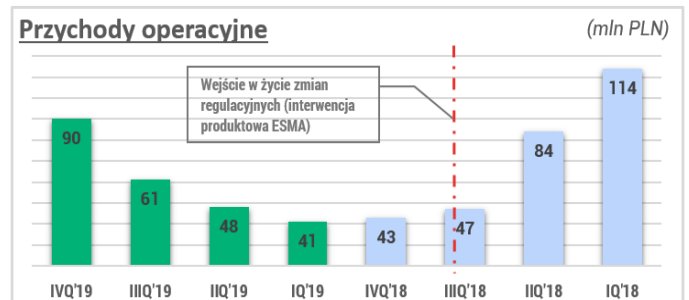 Przychody operacyjne
(mln PLN)
Wejście w życie zmian
regulacyjnych (interwencja
produktowa ESMA)
90
61
48
41
43
47
84
114
IVQ'19
IIIQ'19
IIQ'19
IQ'19
IVQ'18
IIIQ'18
IIQ'18
IQ'18